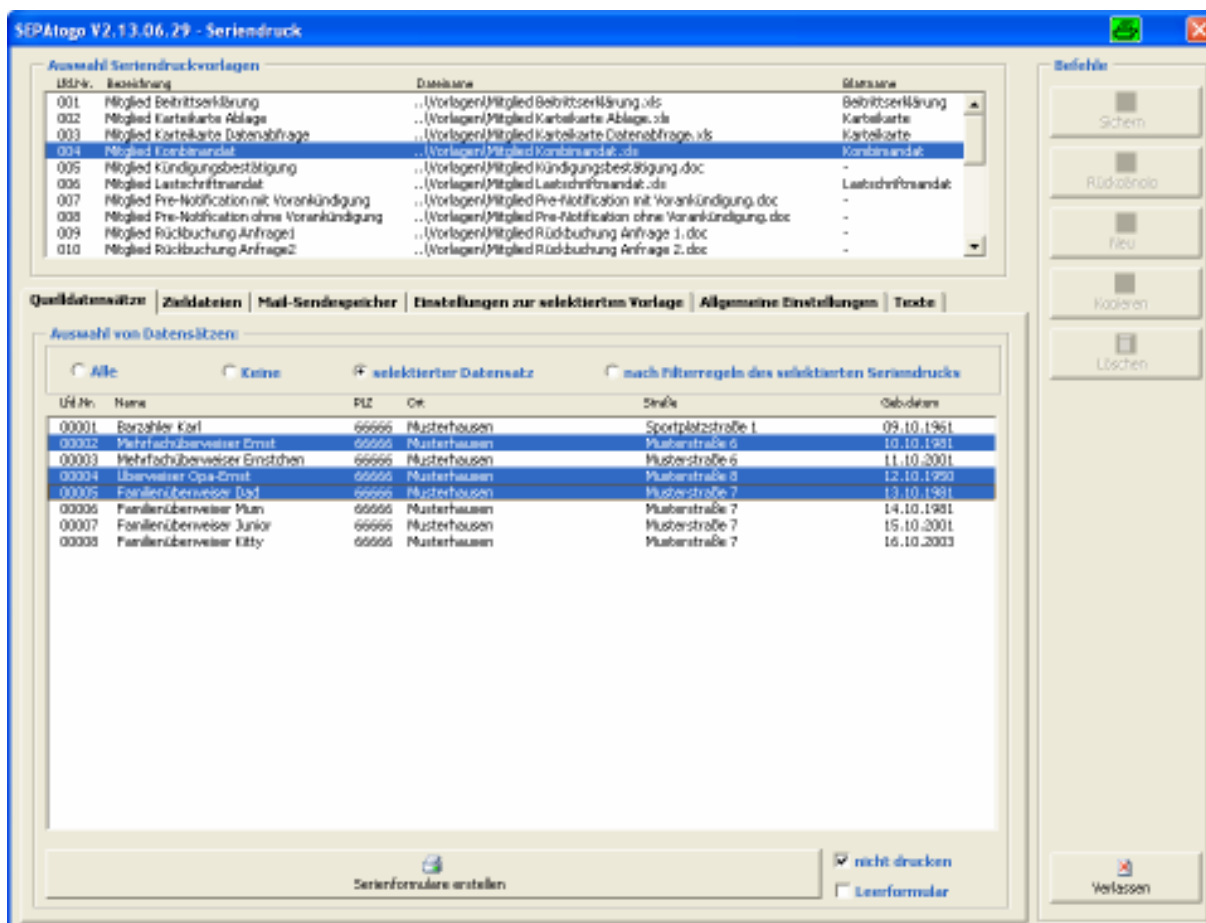 SEPAtogo V2.13.06.29 - Seriendruck
Auswahl Seriendruckvorlagen
Lfd.Nr. Bezeichnung Dateiname Blattname
001 Mitglied Beitrittserklärung ..\Vorlagen\Mitglied Beitrittserklärung.xls Beitrittserklärung
002 Mitglied Karteikarte Ablage ..\Vorlagen\Mitglied Karteikarte Ablage.xls Karteikarte
003 Mitglied Karteikarte Datenabfrage ..\Vorlagen\Mitglied Karteikarte Datenabfrage.xls Karteikarte
004 Mitglied Kombimandat ..\Vorlagen\Mitglied Kombimandat.xls Kombimandat
005 Mitglied Kündigungsbestätigung ..\Vorlagen\Mitglied Kündigungsbestätigung.doc -
006 Mitglied Lastschriftmandat ..\Vorlagen\Mitglied Lastschriftmandat.xls Lastschriftmandat
007 Mitglied Pre-Notification mit Vorankündigung ..\Vorlagen\Mitglied Pre-Notification mit Vorankündigung.doc -
008 Mitglied Pre-Notification ohne Vorankündigung ..\Vorlagen\Mitglied Pre-Notification ohne Vorankündigung.doc -
009 Mitglied Rückbuchung Anfrage1 ..\Vorlagen\Mitglied Rückbuchung Anfrage 1.doc -
010 Mitglied Rückbuchung Anfrage2 ..\Vorlagen\Mitglied Rückbuchung Anfrage 2.doc -
Befehle
Sichern
Rückgängig
Neu
Kopieren
Löschen
Quelldatensätze Zieldateien Mail-Sendespeicher Einstellungen zur selektierten Vorlage Allgemeine Einstellungen Texte
Auswahl von Datensätzen:
Alle Keine selektierter Datensatz nach Filterregeln des selektierten Seriendrucks
Lfd.Nr. Name PLZ Ort Straße Geb.datum
00001 Barzahler Karl 66666 Musterhausen Sportplatzstraße 1 09.10.1961
00002 Mehrfachüberweiser Ernst 66666 Musterhausen Musterstraße 6 10.10.1981
00003 Mehrfachüberweiser Ernstchen 66666 Musterhausen Musterstraße 6 11.10.2001
00004 Überweiser Opa-Ernst 66666 Musterhausen Musterstraße 8 12.10.1950
00005 Familienüberweiser Dad 66666 Musterhausen Musterstraße 7 13.10.1981
00006 Familienüberweiser Mum 66666 Musterhausen Musterstraße 7 14.10.1981
00007 Familienüberweiser Junior 66666 Musterhausen Musterstraße 7 15.10.2001
00008 Familienüberweiser Kitty 66666 Musterhausen Musterstraße 7 16.10.2003
Serienformulare erstellen
nicht drucken
Leerformular
Verlassen